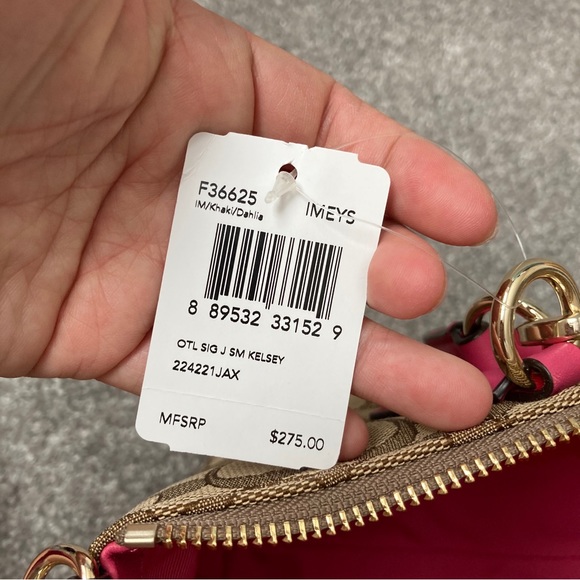 F36625 IMEYS
IM/Khaki/Dahlia
8 89532 33152 9
OTL SIG J SM KELSEY
224221JAX
MFSRP $275.00